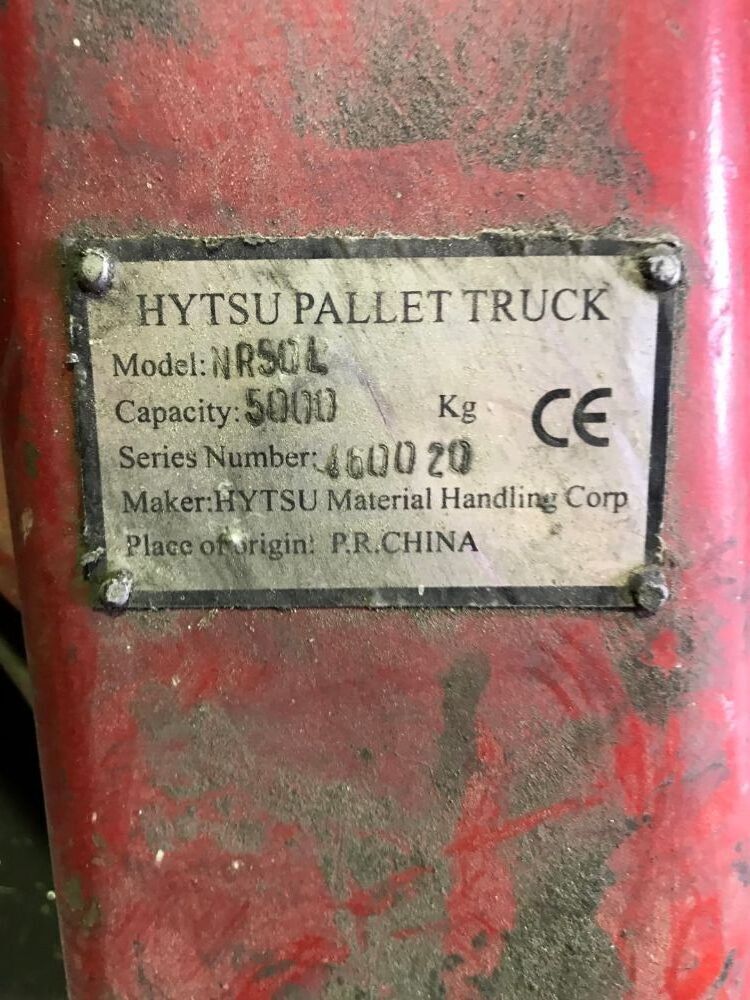 HYTSU PALLET TRUCK
Model: NR50L
Capacity: 5000 Kg
CE
Series Number: 460020
Maker:HYTSU Material Handling Corp
Place of origin: P.R.CHINA